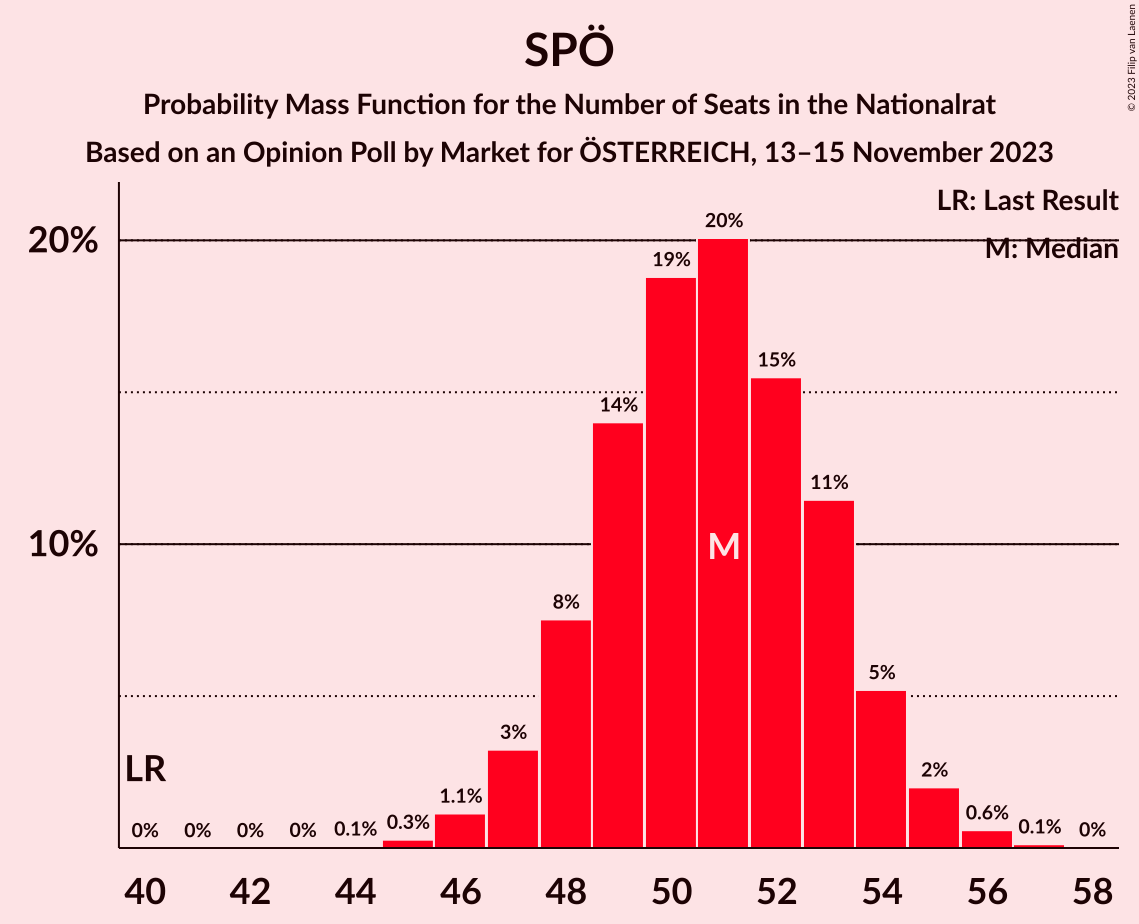 SPÖ
Probability Mass Function for the Number of Seats in the Nationalrat
Based on an Opinion Poll by Market for ÖSTERREICH, 13–15 November 2023
© 2023 Filip van Laenen
LR: Last Result
M: Median
20%
10%
20%
19%
15%
14%
11%
M
8%
5%
3%
LR
2%
1.1%
0.6%
0.3%
0.1%
0.1%
0% 0% 0% 0% 0%
40 42 44 46 48 50 52 54 56 58